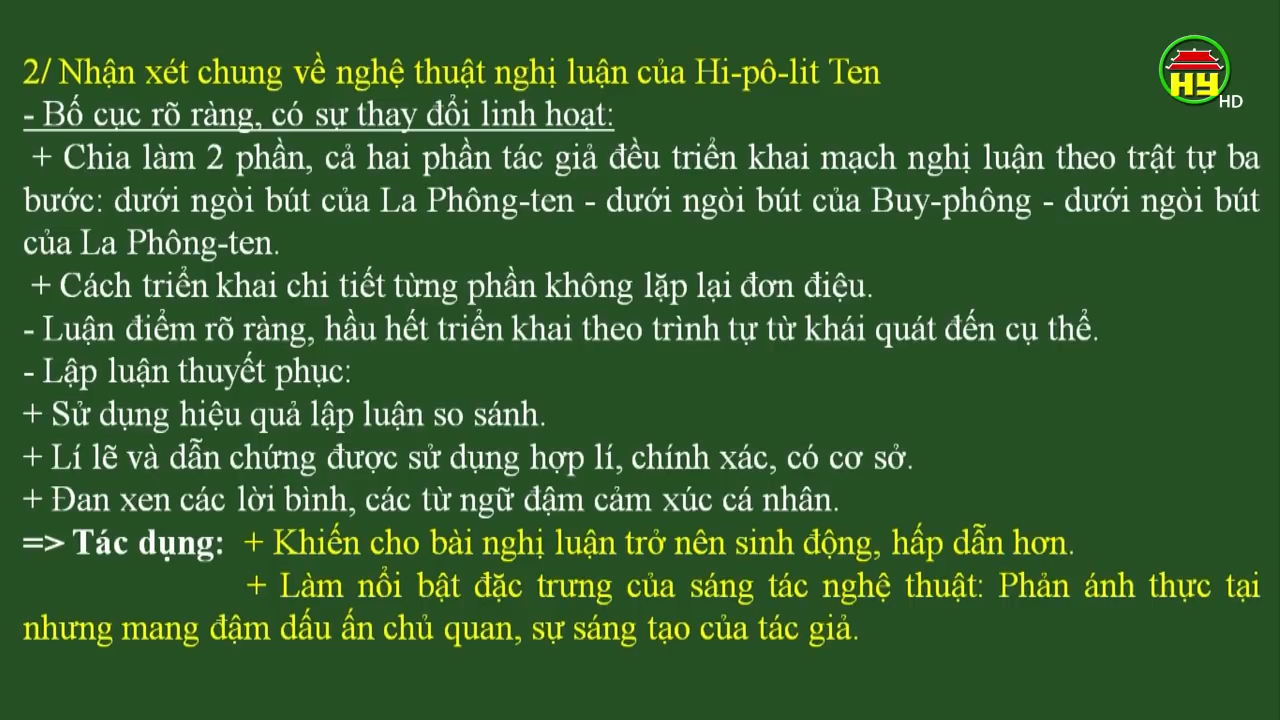 2/ Nhận xét chung về nghệ thuật nghị luận của Hi-pô-lit Ten
- Bố cục rõ ràng, có sự thay đổi linh hoạt:
+ Chia làm 2 phần, cả hai phần tác giả đều triển khai mạch nghị luận theo trật tự ba
bước: dưới ngòi bút của La Phông-ten - dưới ngòi bút của Buy-phông - dưới ngòi bút
của La Phông-ten.
+ Cách triển khai chi tiết từng phần không lặp lại đơn điệu.
- Luận điểm rõ ràng, hầu hết triển khai theo trình tự từ khái quát đến cụ thể.
- Lập luận thuyết phục:
+ Sử dụng hiệu quả lập luận so sánh.
+ Lí lẽ và dẫn chứng được sử dụng hợp lí, chính xác, có cơ sở.
+ Đan xen các lời bình, các từ ngữ đậm cảm xúc cá nhân.
=> Tác dụng: + Khiến cho bài nghị luận trở nên sinh động, hấp dẫn hơn.
+ Làm nổi bật đặc trưng của sáng tác nghệ thuật: Phản ánh thực tại
nhưng mang đậm dấu ấn chủ quan, sự sáng tạo của tác giả.
HY
HD